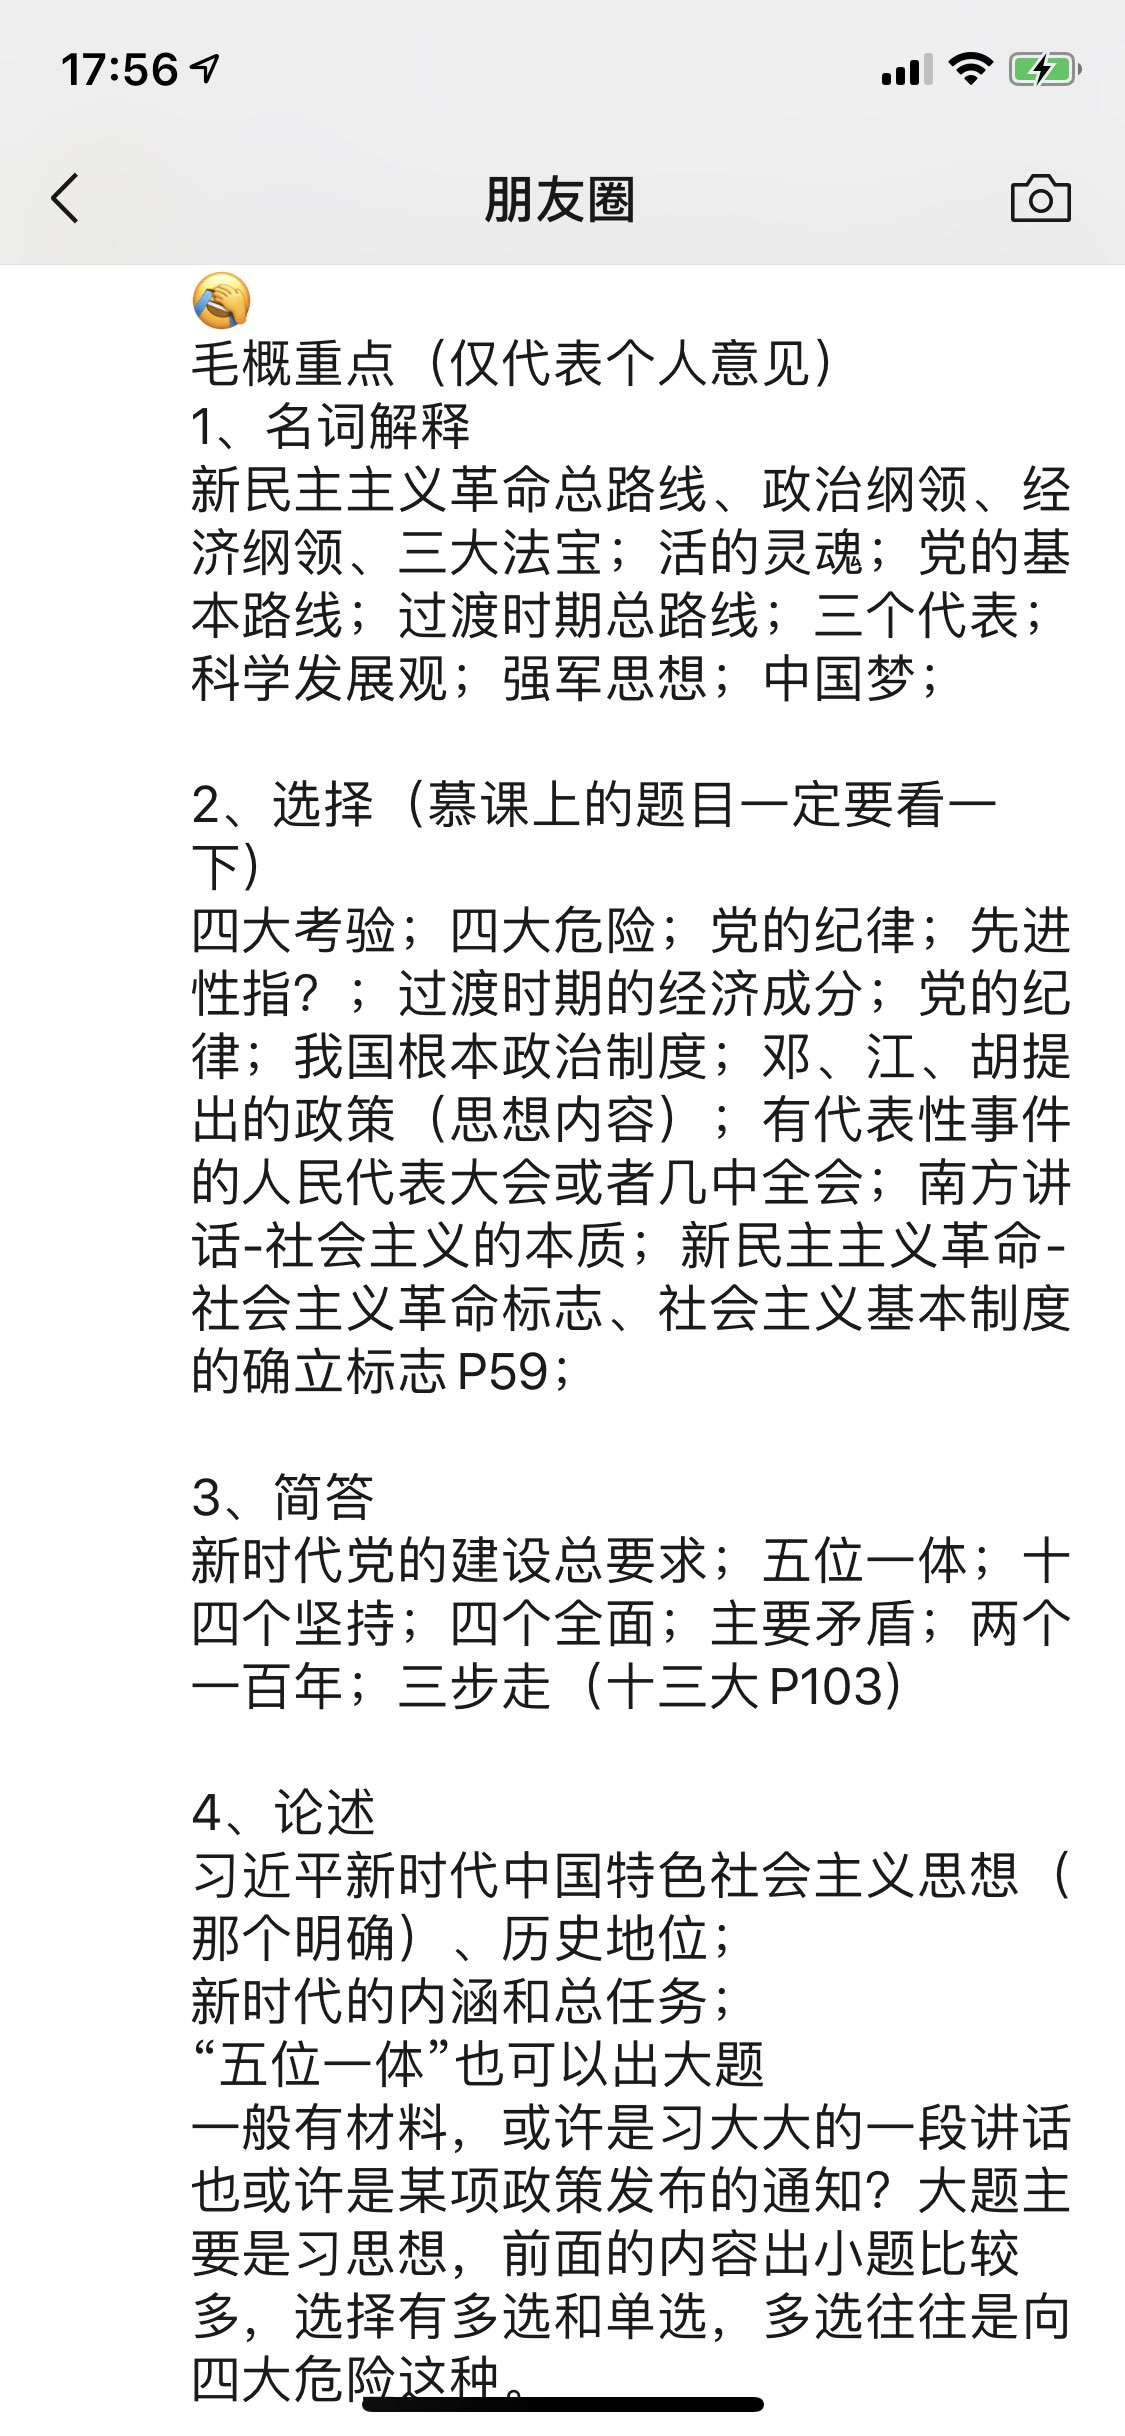 17:56
朋友圈
毛概重点（仅代表个人意见）
1、名词解释
新民主主义革命总路线、政治纲领、经
济纲领、三大法宝；活的灵魂；党的基
本路线；过渡时期总路线；三个代表；
科学发展观；强军思想；中国梦；
2、选择（慕课上的题目一定要看一
下）
四大考验；四大危险；党的纪律；先进
性指？；过渡时期的经济成分；党的纪
律；我国根本政治制度；邓、江、胡提
出的政策（思想内容）；有代表性事件
的人民代表大会或者几中全会；南方讲
话-社会主义的本质；新民主主义革命-
社会主义革命标志、社会主义基本制度
的确立标志P59；
3、简答
新时代党的建设总要求；五位一体；十
四个坚持；四个全面；主要矛盾；两个
一百年；三步走（十三大P103）
4、论述
习近平新时代中国特色社会主义思想（
那个明确）、历史地位；
新时代的内涵和总任务；
“五位一体”也可以出大题
一般有材料，或许是习大大的一段讲话
也或许是某项政策发布的通知？大题主
要是习思想，前面的内容出小题比较
多，选择有多选和单选，多选往往是向
四大危险这种。